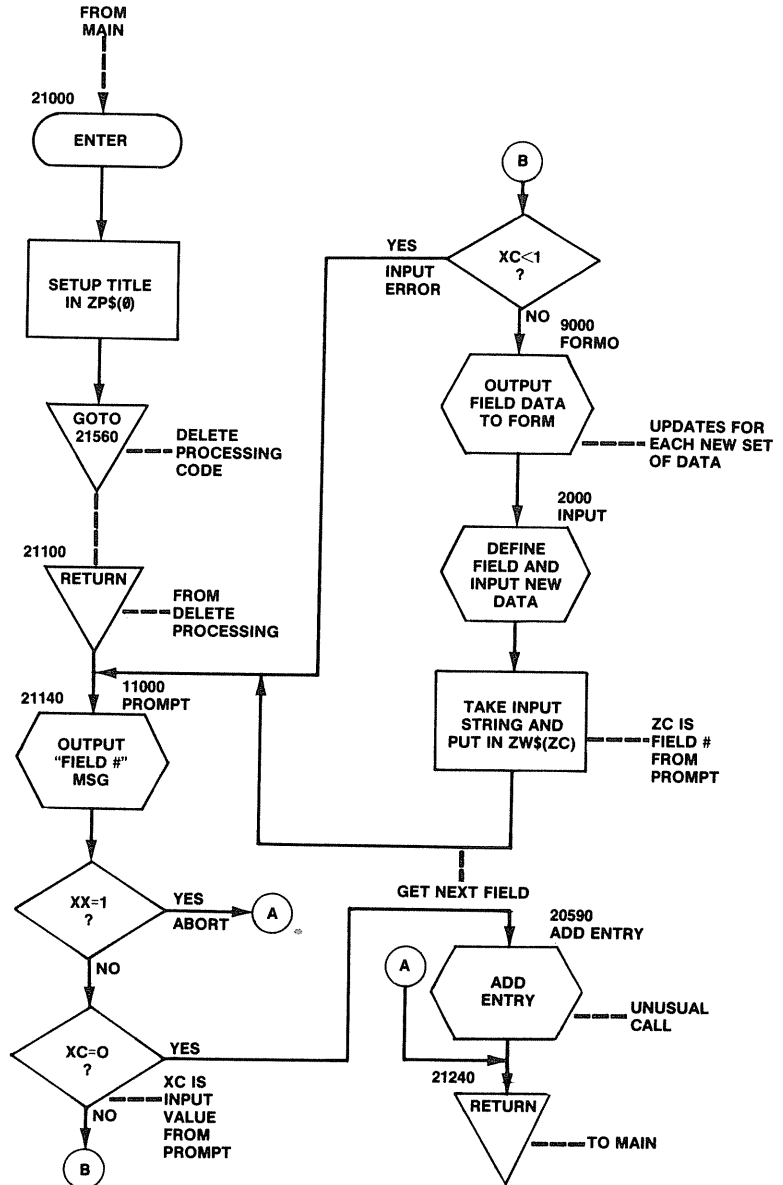 FROM
MAIN
21000
ENTER
SETUP TITLE
IN ZP$(0)
GOTO
21560
DELETE
PROCESSING
CODE
21100
RETURN
FROM
DELETE
PROCESSING
11000
PROMPT
21140
OUTPUT
"FIELD #"
MSG
XX=1
?
YES
ABORT
A
NO
XC=O
?
YES
NO
XC IS
INPUT
VALUE
FROM
PROMPT
B
B
XC<1
?
YES
INPUT
ERROR
NO
9000
FORMO
OUTPUT
FIELD DATA
TO FORM
UPDATES FOR
EACH NEW SET
OF DATA
2000
INPUT
DEFINE
FIELD AND
INPUT NEW
DATA
TAKE INPUT
STRING AND
PUT IN ZW$(ZC)
ZC IS
FIELD #
FROM
PROMPT
GET NEXT FIELD
20590
ADD ENTRY
A
ADD
ENTRY
UNUSUAL
CALL
21240
RETURN
TO MAIN